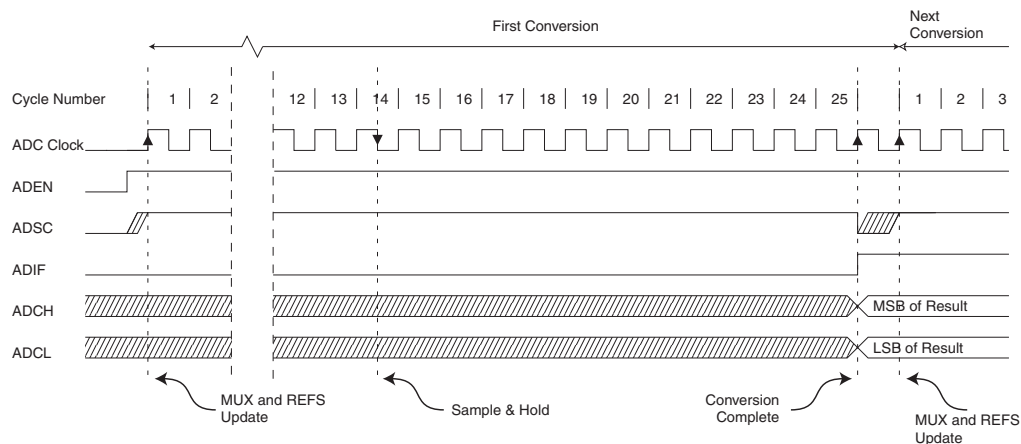 First Conversion
Next
Conversion
Cycle Number 1 2 12 13 14 15 16 17 18 19 20 21 22 23 24 25 1 2 3
ADC Clock
ADEN
ADSC
ADIF
ADCH MSB of Result
ADCL LSB of Result
MUX and REFS
Update
Sample & Hold
Conversion
Complete
MUX and REFS
Update